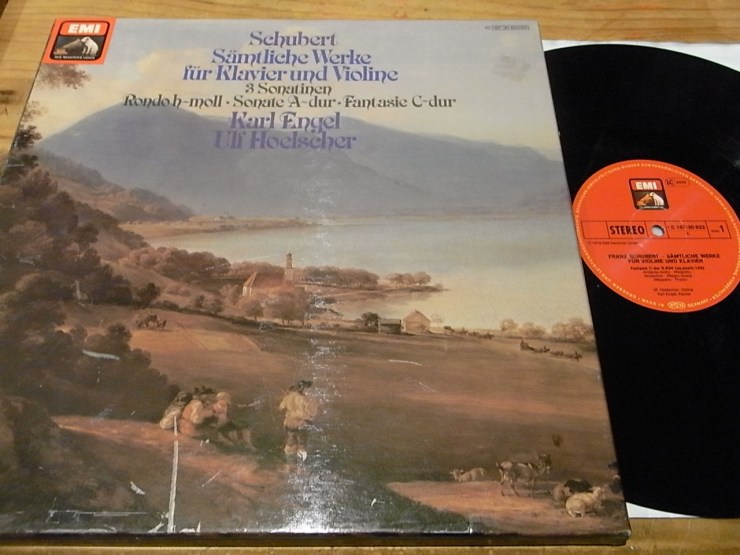 EMI
Schubert
Sämtliche Werke
für Klavier und Violine
3 Sonatinen
Rondo h-moll · Sonate A-dur · Fantasie C-dur
Karl Engel
Ulf Hoelscher
EMI
STEREO
1
FRANZ SCHUBERT · SÄMTLICHE WERKE
FÜR VIOLINE UND KLAVIER